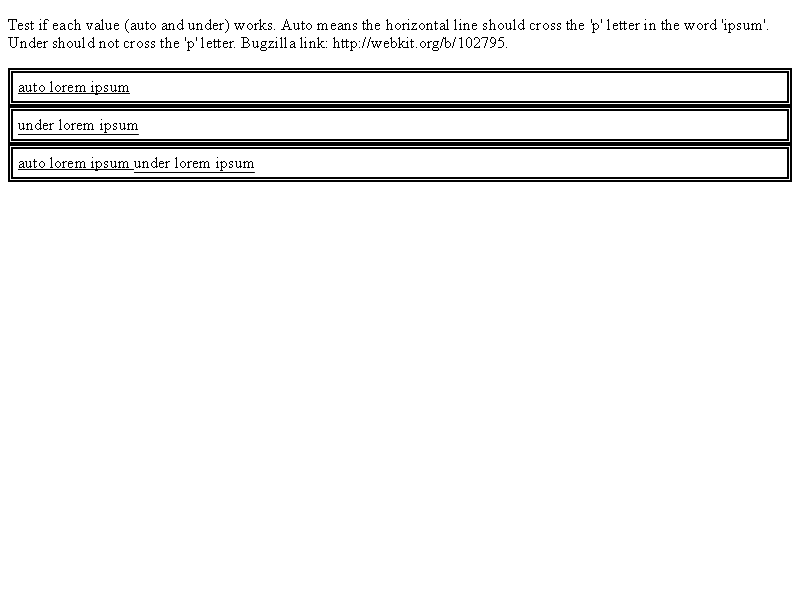 Test if each value (auto and under) works. Auto means the horizontal line should cross the 'p' letter in the word 'ipsum'.
Under should not cross the 'p' letter. Bugzilla link: http://webkit.org/b/102795.
auto lorem ipsum
under lorem ipsum
auto lorem ipsum under lorem ipsum